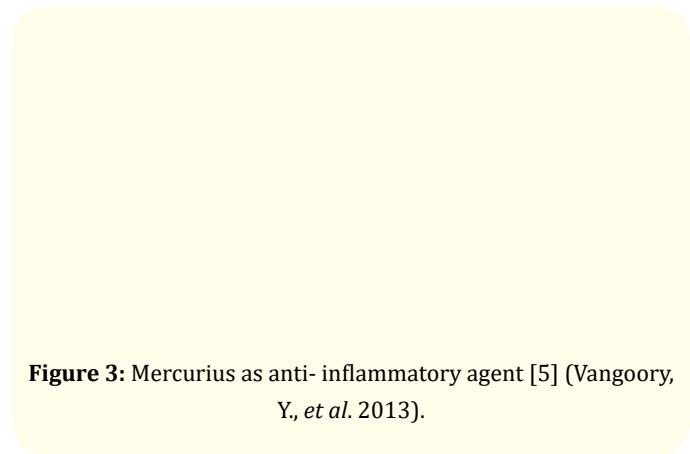 Figure 3: Mercurius as anti- inflammatory agent [5] (Vangoory,
Y., et al. 2013).